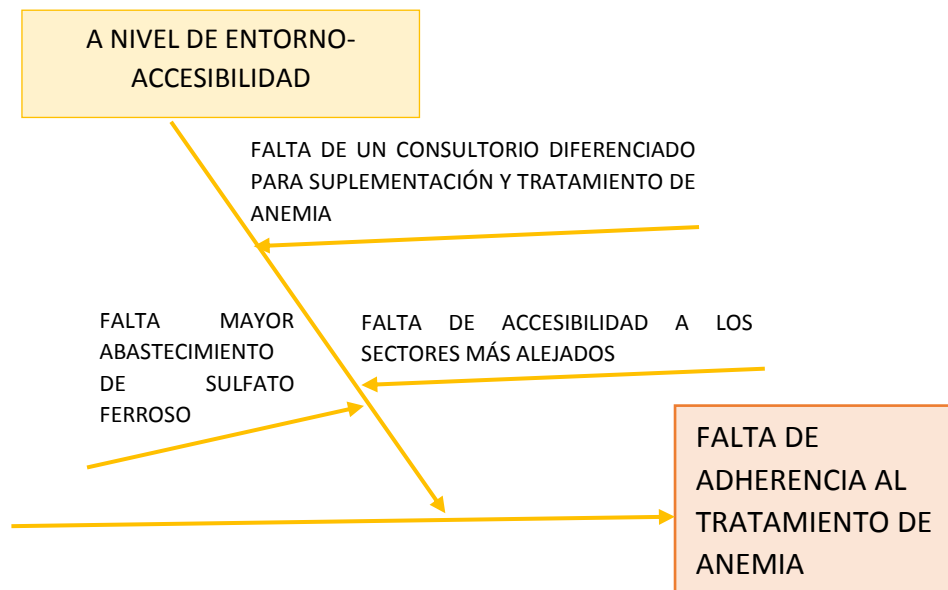 A NIVEL DE ENTORNO-
ACCESIBILIDAD
FALTA DE UN CONSULTORIO DIFERENCIADO
PARA SUPLEMENTACIÓN Y TRATAMIENTO DE
ANEMIA
FALTA MAYOR
ABASTECIMIENTO
DE SULFATO
FERROSO
FALTA DE ACCESIBILIDAD A LOS
SECTORES MÁS ALEJADOS
FALTA DE
ADHERENCIA AL
TRATAMIENTO DE
ANEMIA